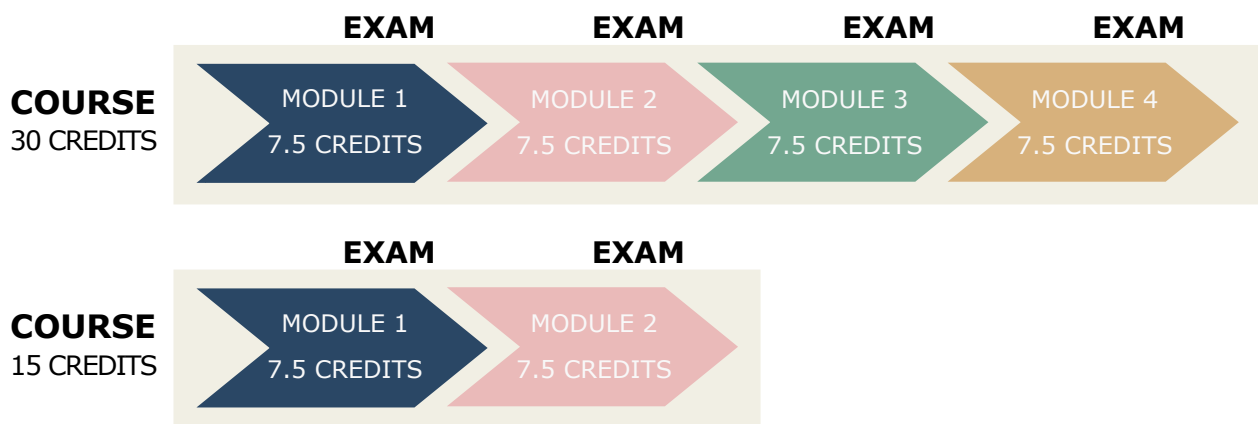 EXAM EXAM EXAM EXAM
COURSE
30 CREDITS
MODULE 1
7.5 CREDITS
MODULE 2
7.5 CREDITS
MODULE 3
7.5 CREDITS
MODULE 4
7.5 CREDITS
EXAM EXAM
COURSE
15 CREDITS
MODULE 1
7.5 CREDITS
MODULE 2
7.5 CREDITS